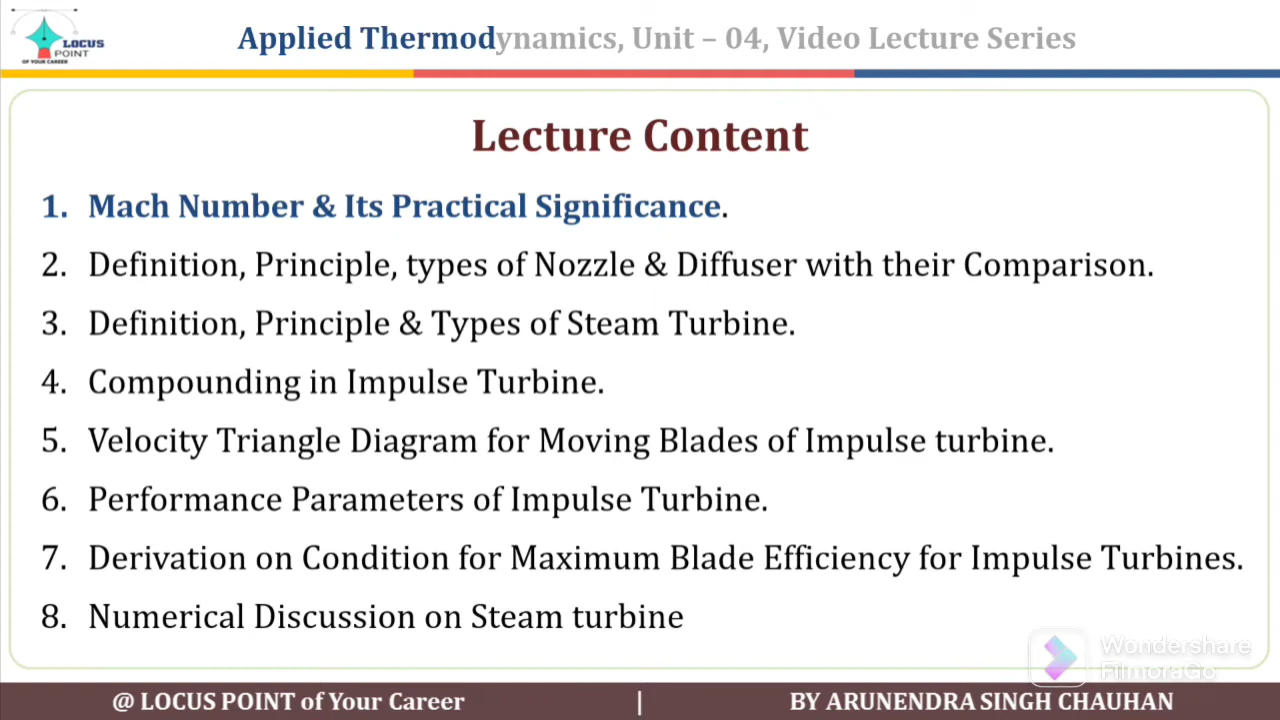 LOCUS
POINT
OF YOUR CAREER
Applied Thermodynamics, Unit – 04, Video Lecture Series
Lecture Content
1. Mach Number & Its Practical Significance.
2. Definition, Principle, types of Nozzle & Diffuser with their Comparison.
3. Definition, Principle & Types of Steam Turbine.
4. Compounding in Impulse Turbine.
5. Velocity Triangle Diagram for Moving Blades of Impulse turbine.
6. Performance Parameters of Impulse Turbine.
7. Derivation on Condition for Maximum Blade Efficiency for Impulse Turbines.
8. Numerical Discussion on Steam turbine
Wondershare
FilmoraGo
@ LOCUS POINT of Your Career | BY ARUNENDRA SINGH CHAUHAN